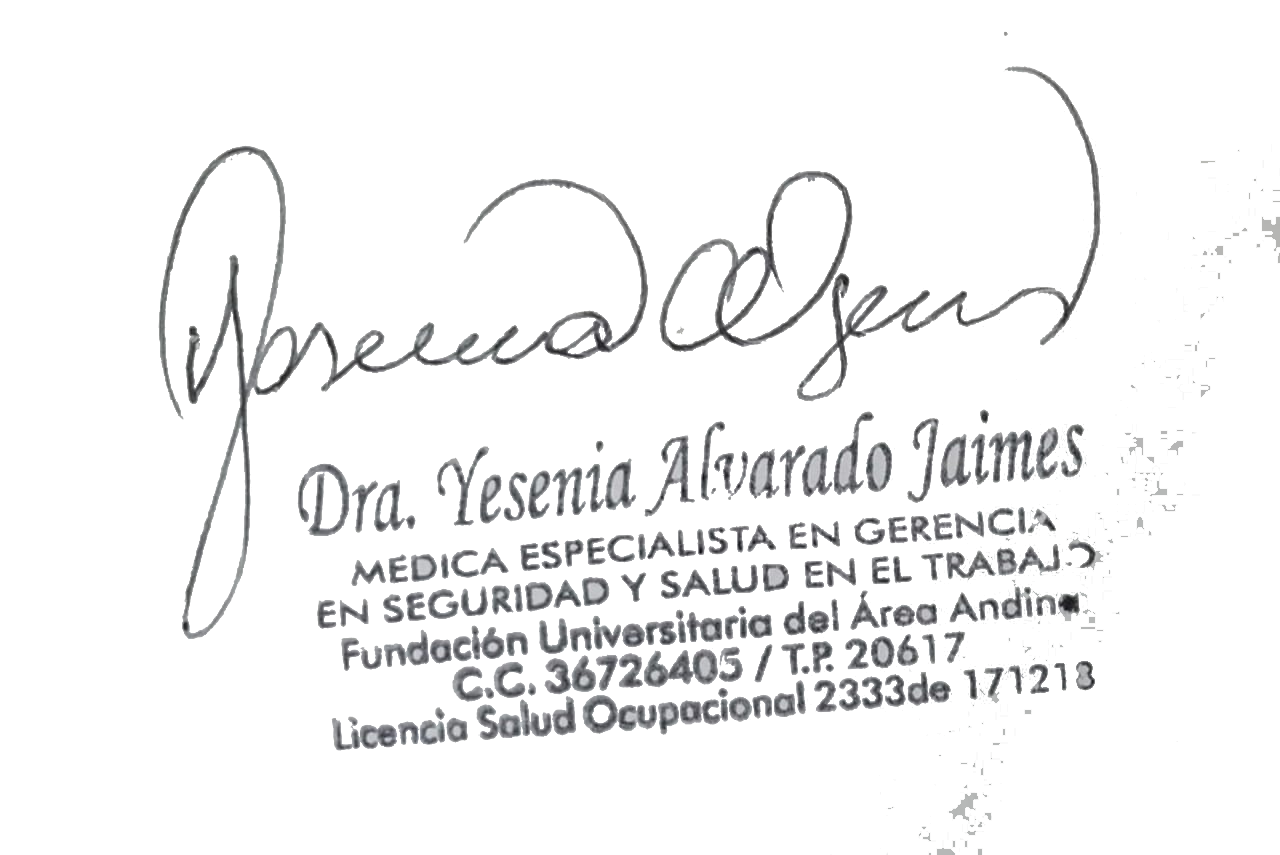 Dra. Yesenia Alvarado Jaimes
MEDICA ESPECIALISTA EN GERENCIA
EN SEGURIDAD Y SALUD EN EL TRABAJO
Fundación Universitaria del Área Andina
C.C. 36726405 / T.P. 20617
Licencia Salud Ocupacional 2333de 171218